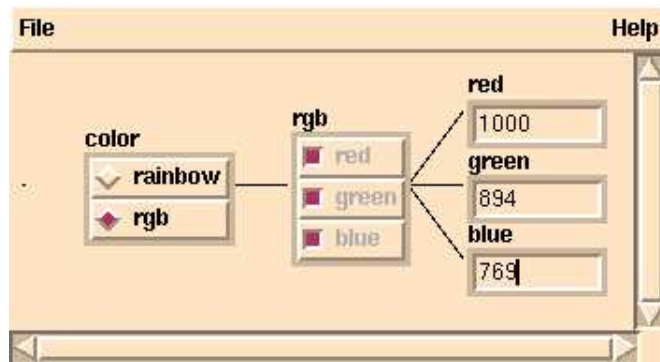 File Help
color
rainbow
rgb
rgb
red
green
blue
red
1000
green
894
blue
769